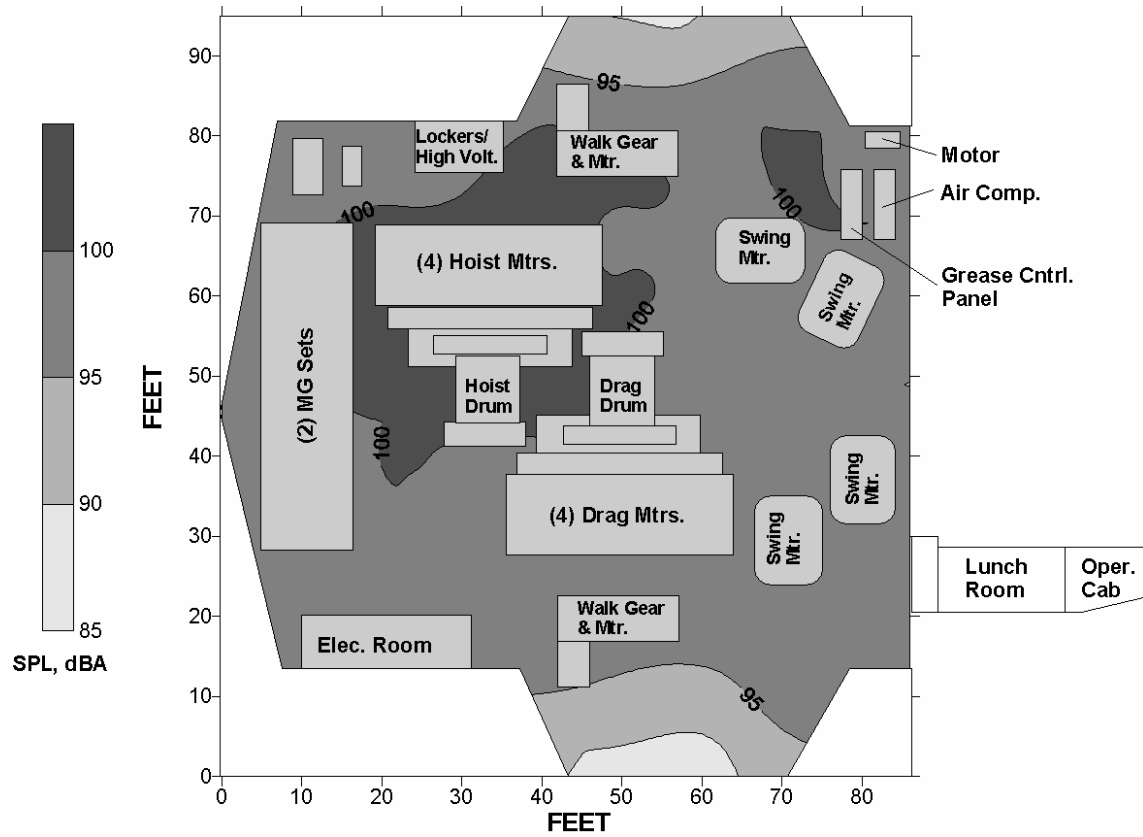 90
80
70
60
50
40
30
20
10
0
FEET
0
10
20
30
40
50
60
70
80
FEET
100
95
90
85
SPL, dBA
95
Lockers/
High Volt.
Walk Gear
& Mtr.
Motor
Air Comp.
100
100
(4) Hoist Mtrs.
Swing
Mtr.
Grease Cntrl.
Panel
Swing
Mtr.
100
(2) MG Sets
Hoist
Drum
Drag
Drum
100
Swing
Mtr.
(4) Drag Mtrs.
Swing
Mtr.
Lunch
Room
Oper.
Cab
Walk Gear
& Mtr.
Elec. Room
95